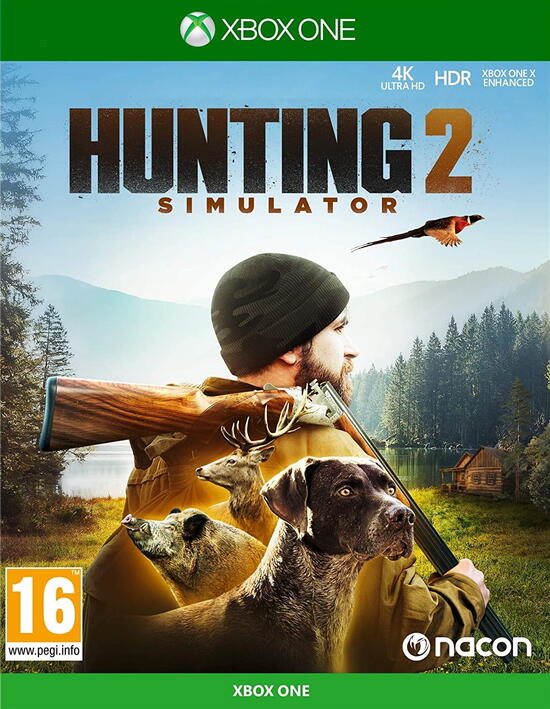 XBOX ONE
4K
ULTRA HD
HDR
XBOX ONE X
ENHANCED
HUNTING 2
SIMULATOR
16
TM
www.pegi.info
nacon
XBOX ONE